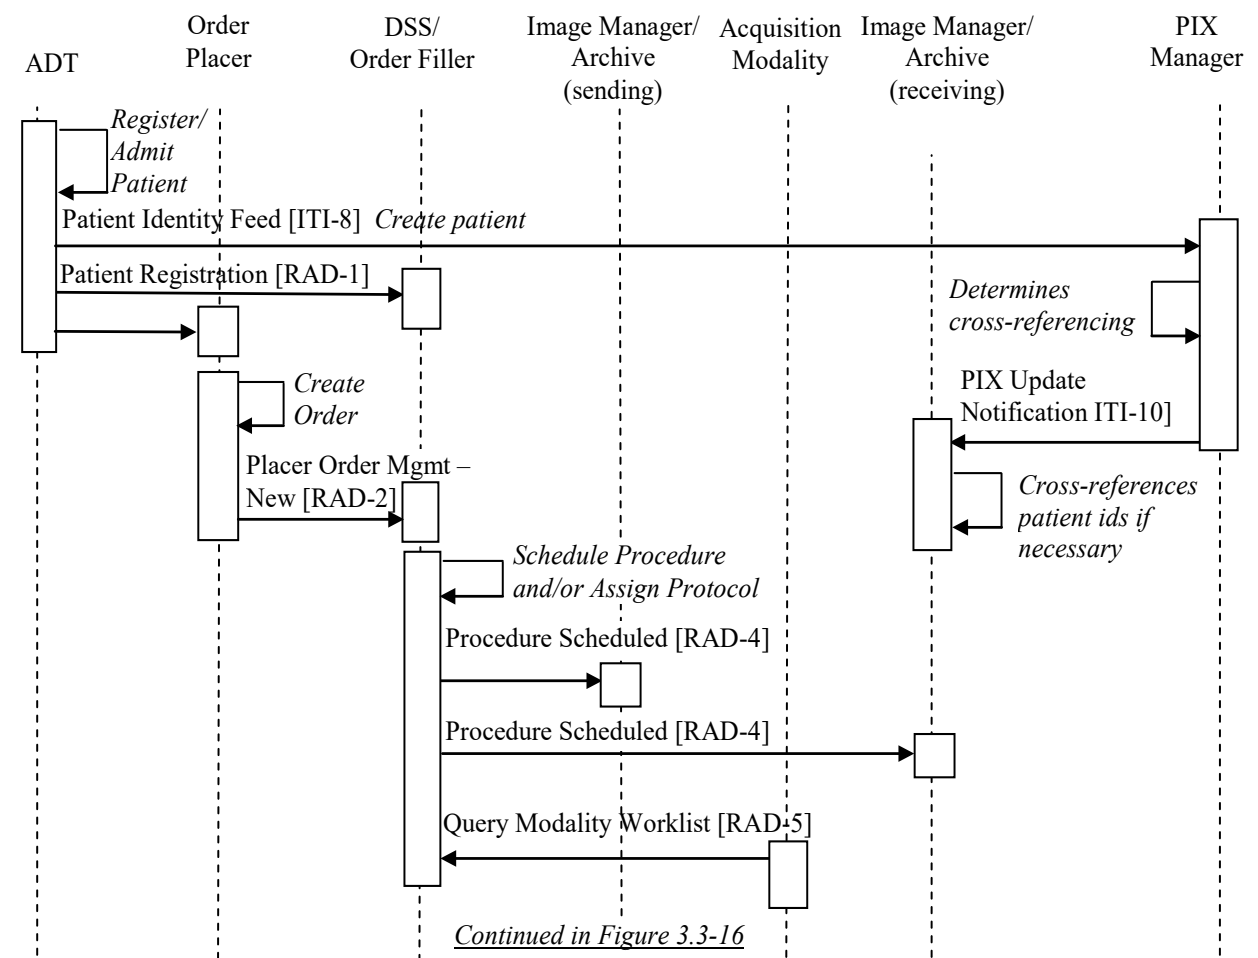 ADT
Order
Placer
DSS/
Order Filler
Image Manager/
Archive
(sending)
Acquisition
Modality
Image Manager/
Archive
(receiving)
PIX
Manager
Register/
Admit
Patient
Patient Identity Feed [ITI-8] Create patient
Patient Registration [RAD-1]
Determines
cross-referencing
Create
Order
PIX Update
Notification ITI-10]
Placer Order Mgmt –
New [RAD-2]
Cross-references
patient ids if
necessary
Schedule Procedure
and/or Assign Protocol
Procedure Scheduled [RAD-4]
Procedure Scheduled [RAD-4]
Query Modality Worklist [RAD-5]
Continued in Figure 3.3-16